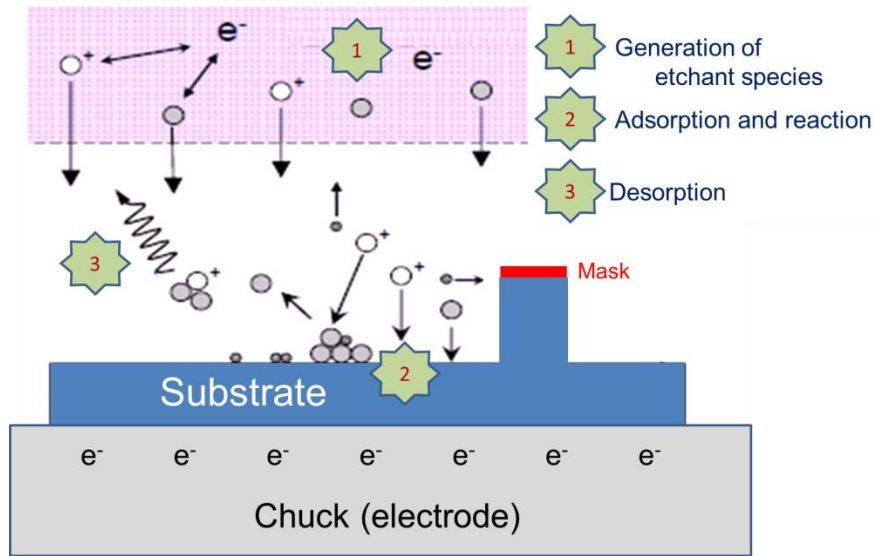 e-
1
e-
+
+
1
Generation of
etchant species
2
Adsorption and reaction
3
Desorption
3
+
+
+
Mask
2
Substrate
e- e- e- e- e- e- e-
Chuck (electrode)